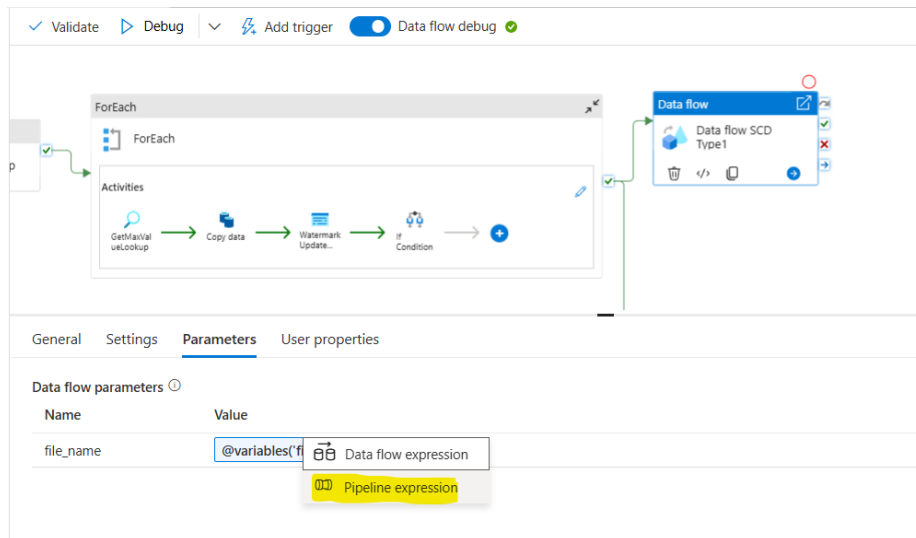 Validate Debug Add trigger Data flow debug
ForEach
ForEach
Activities
GetMaxVal
ueLookup
Copy data
Watermark
Update...
If
Condition
Data flow
Data flow SCD
Type1
General Settings Parameters User properties
Data flow parameters
Name Value
file_name @variables('fi
Data flow expression
Pipeline expression